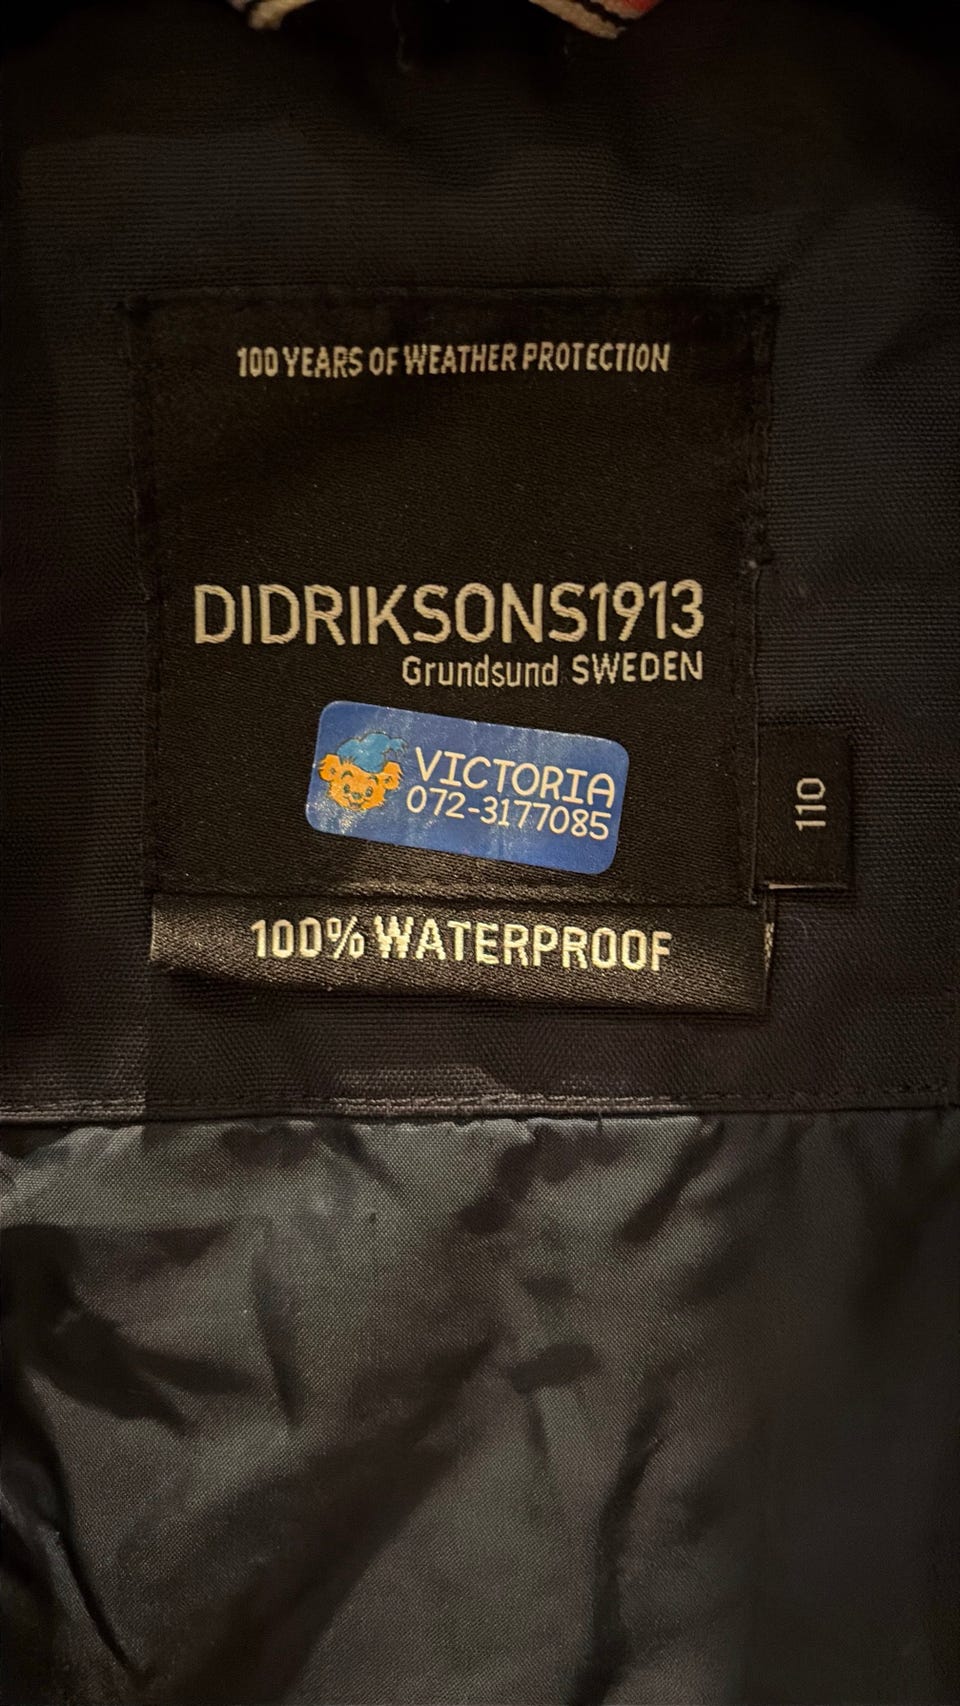 100 YEARS OF WEATHER PROTECTION
DIDRIKSONS1913
Grundsund SWEDEN
VICTORIA
072-3177085
110
100% WATERPROOF